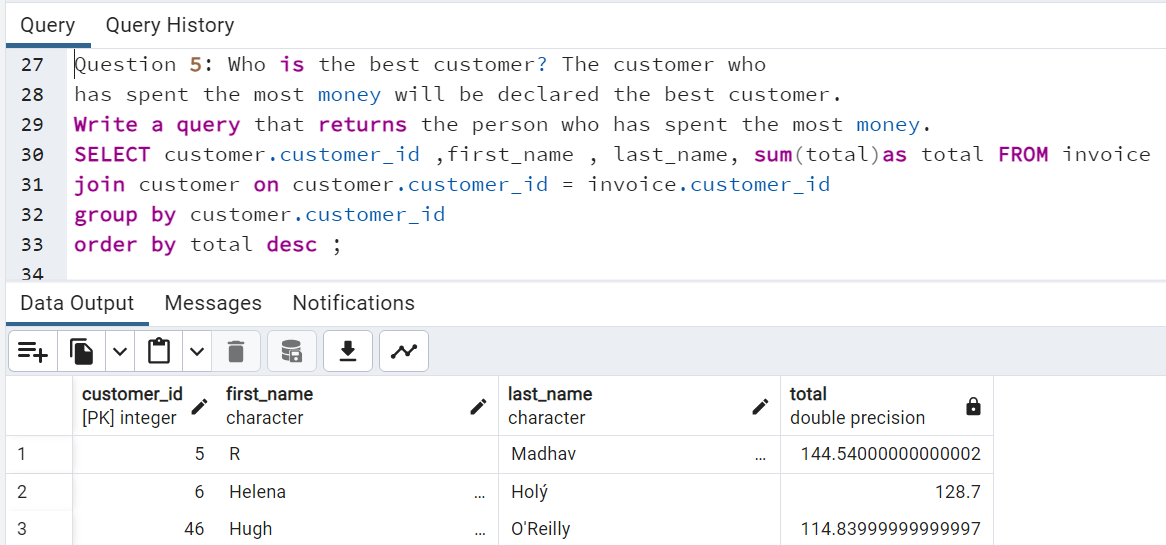 Query Query History
27 Question 5: Who is the best customer? The customer who
28 has spent the most money will be declared the best customer.
29 Write a query that returns the person who has spent the most money.
30 SELECT customer.customer_id ,first_name , last_name, sum(total)as total FROM invoice
31 join customer on customer.customer_id = invoice.customer_id
32 group by customer.customer_id
33 order by total desc ;
34
Data Output Messages Notifications
customer_id first_name last_name total
[PK] integer character character double precision
1 5 R Madhav ... 144.54000000000002
2 6 Helena ... Holý 128.7
3 46 Hugh ... O'Reilly 114.83999999999997